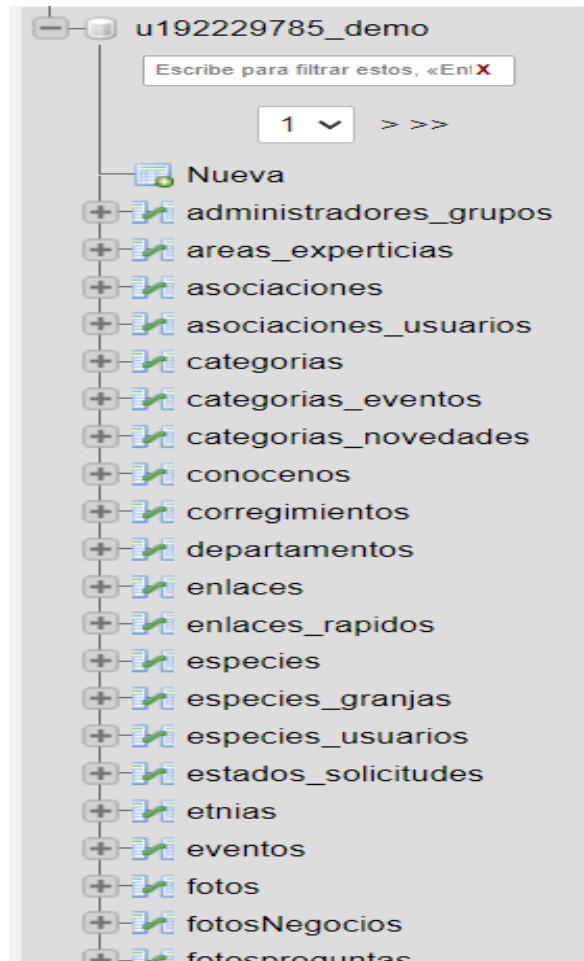 u192229785_demo
Escribe para filtrar estos, «Ent X
1 > >>
Nueva
administradores_grupos
areas_experticias
asociaciones
asociaciones_usuarios
categorias
categorias_eventos
categorias_novedades
conocenos
corregimientos
departamentos
enlaces
enlaces_rapidos
especies
especies_granjas
especies_usuarios
estados_solicitudes
etnias
eventos
fotos
fotosNegocios
fotospreguntas